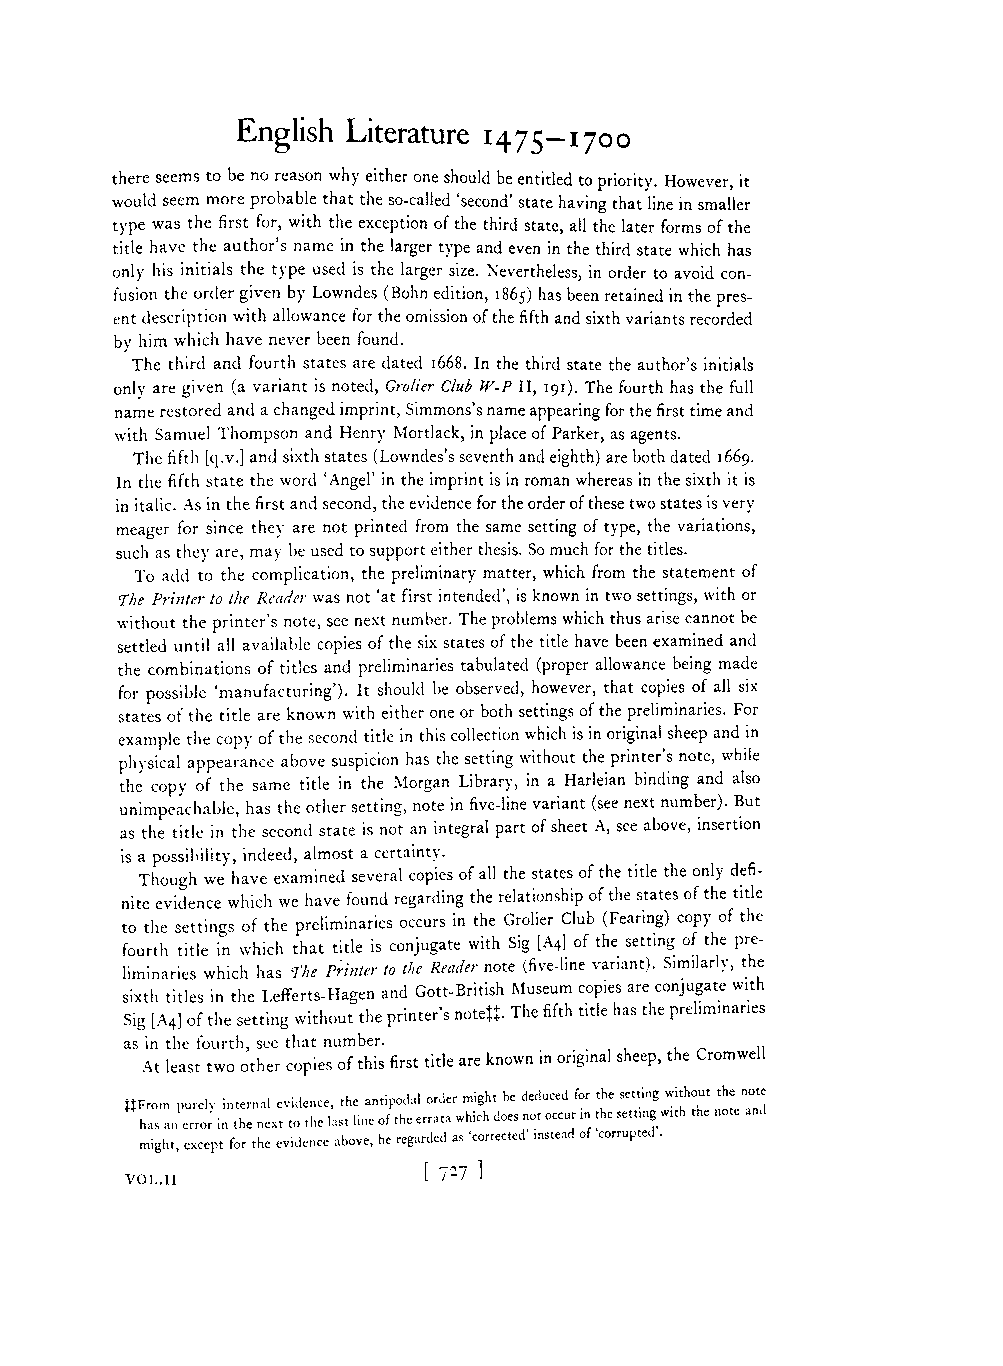 English Literature 1475–1700
there seems to be no reason why either one should be entitled to priority. However, it
would seem more probable that the so-called ‘second’ state having that line in smaller
type was the first for, with the exception of the third state, all the later forms of the
title have the author's name in the larger type and even in the third state which has
only his initials the type used is the larger size. Nevertheless, in order to avoid con-
fusion the order given by Lowndes (Bohn edition, 1865) has been retained in the pres-
ent description with allowance for the omission of the fifth and sixth variants recorded
by him which have never been found.
The third and fourth states are dated 1668. In the third state the author's initials
only are given (a variant is noted, Grolier Club W-P II, 191). The fourth has the full
name restored and a changed imprint, Simmons's name appearing for the first time and
with Samuel Thompson and Henry Mortlack, in place of Parker, as agents.
The fifth [q.v.] and sixth states (Lowndes's seventh and eighth) are both dated 1669.
In the fifth state the word ‘Angel’ in the imprint is in roman whereas in the sixth it is
in italic. As in the first and second, the evidence for the order of these two states is very
meager for since they are not printed from the same setting of type, the variations,
such as they are, may be used to support either thesis. So much for the titles.
To add to the complication, the preliminary matter, which from the statement of
The Printer to the Reader was not ‘at first intended’, is known in two settings, with or
without the printer's note, see next number. The problems which thus arise cannot be
settled until all available copies of the six states of the title have been examined and
the combinations of titles and preliminaries tabulated (proper allowance being made
for possible ‘manufacturing’). It should be observed, however, that copies of all six
states of the title are known with either one or both settings of the preliminaries. For
example the copy of the second title in this collection which is in original sheep and in
physical appearance above suspicion has the setting without the printer's note, while
the copy of the same title in the Morgan Library, in a Harleian binding and also
unimpeachable, has the other setting, note in five-line variant (see next number). But
as the title in the second state is not an integral part of sheet A, see above, insertion
is a possibility, indeed, almost a certainty.
Though we have examined several copies of all the states of the title the only defi-
nite evidence which we have found regarding the relationship of the states of the title
to the settings of the preliminaries occurs in the Grolier Club (Fearing) copy of the
fourth title in which that title is conjugate with Sig [A4] of the setting of the pre-
liminaries which has The Printer to the Reader note (five-line variant). Similarly, the
sixth titles in the Lefferts-Hagen and Gott-British Museum copies are conjugate with
Sig [A4] of the setting without the printer's note‡‡. The fifth title has the preliminaries
as in the fourth, see that number.
At least two other copies of this first title are known in original sheep, the Cromwell
‡‡From purely internal evidence, the antipodal order might be deduced for the setting without the note
has an error in the next to the last line of the errata which does not occur in the setting with the note and
might, except for the evidence above, be regarded as ‘corrected’ instead of ‘corrupted’.
VOL.II
[ 727 ]